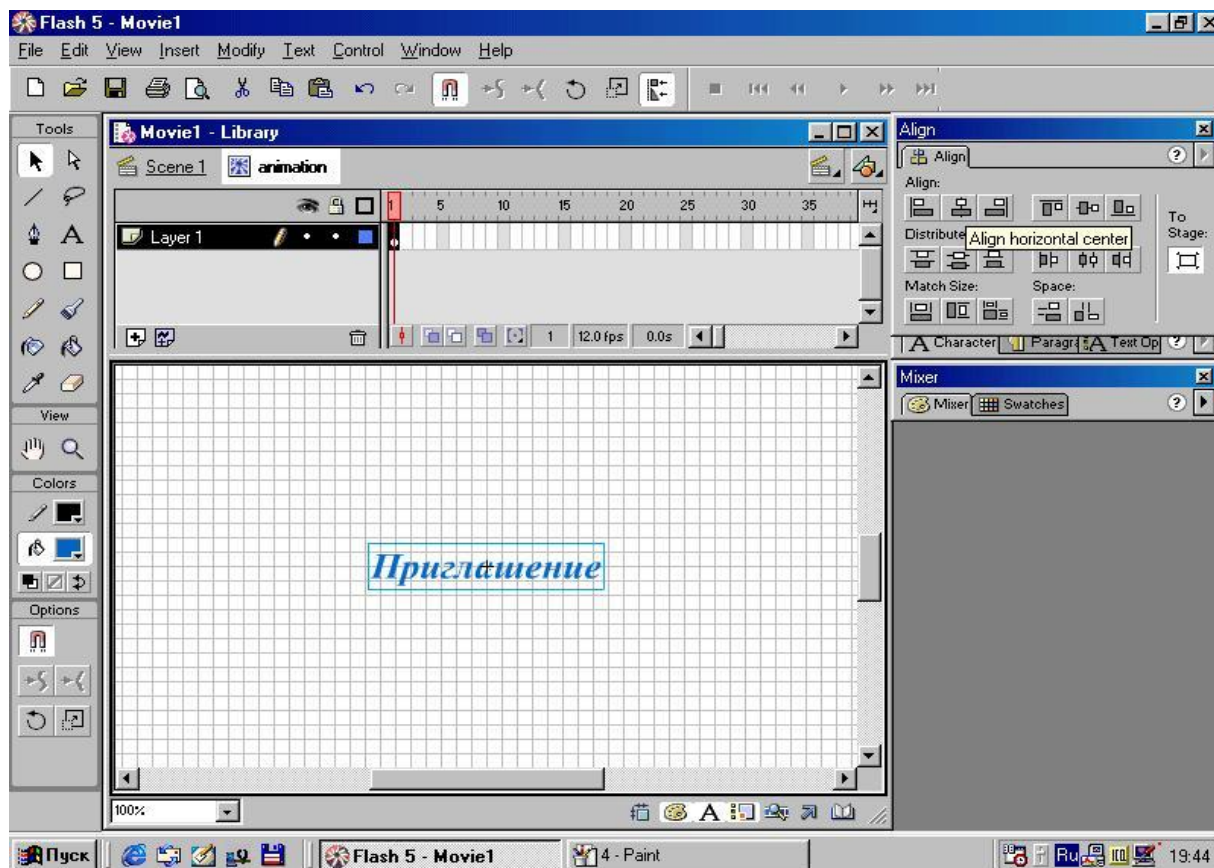 Flash 5 - Movie1
File Edit View Insert Modify Text Control Window Help
Tools
View
Colors
Options
Movie1 - Library
Scene 1 animation
1 5 10 15 20 25 30 35
Layer 1
1 12.0 fps 0.0s
Приглашение
100%
Align
Align
Align:
To Stage:
Distribute
Align horizontal center
Match Size: Space:
A Character Paragra A Text Op
Mixer
Mixer Swatches
Пуск Flash 5 - Movie1 4 - Paint Ru 19:44